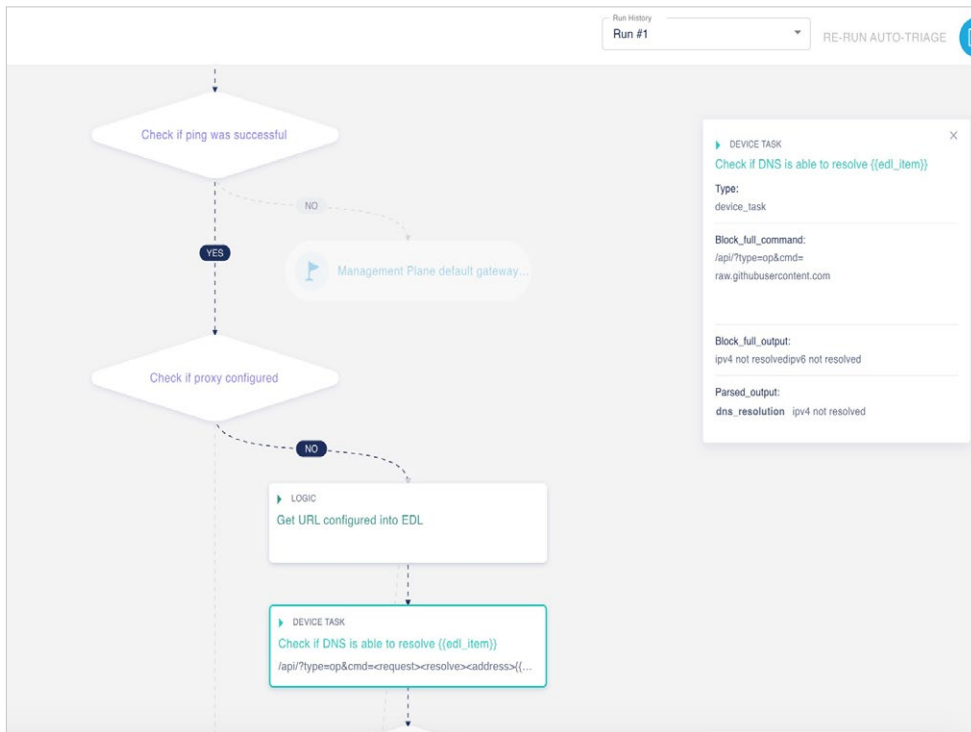 Run History
Run #1
RE-RUN AUTO-TRIAGE
Check if ping was successful
NO
YES
Management Plane default gateway...
Check if proxy configured
NO
LOGIC
Get URL configured into EDL
DEVICE TASK
Check if DNS is able to resolve {{edl_item}}
/api/?type=op&cmd=<request><resolve><address>{{...
DEVICE TASK
Check if DNS is able to resolve {{edl_item}}
Type:
device_task
Block_full_command:
/api/?type=op&cmd=
raw.githubusercontent.com
Block_full_output:
ipv4 not resolvedipv6 not resolved
Parsed_output:
dns_resolution ipv4 not resolved